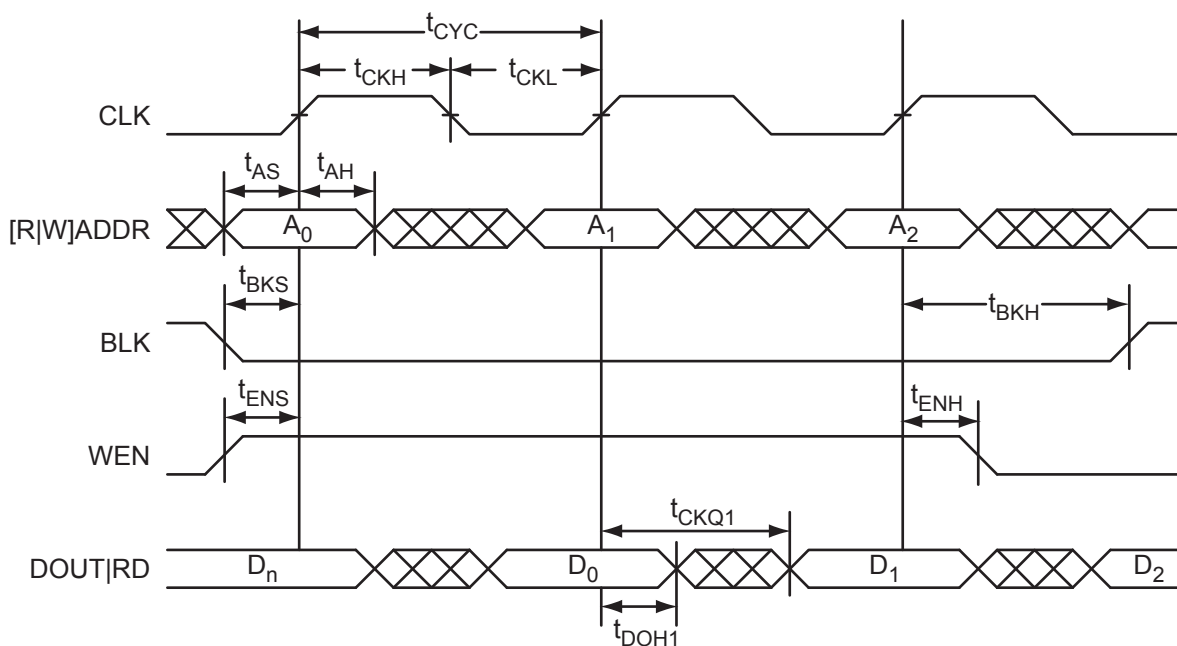 tCYC
tCKH tCKL
CLK
tAS tAH
[R|W]ADDR A0 A1 A2
tBKS tBKH
BLK
tENS tENH
WEN
tCKQ1
DOUT|RD Dn D0 D1 D2
tDOH1